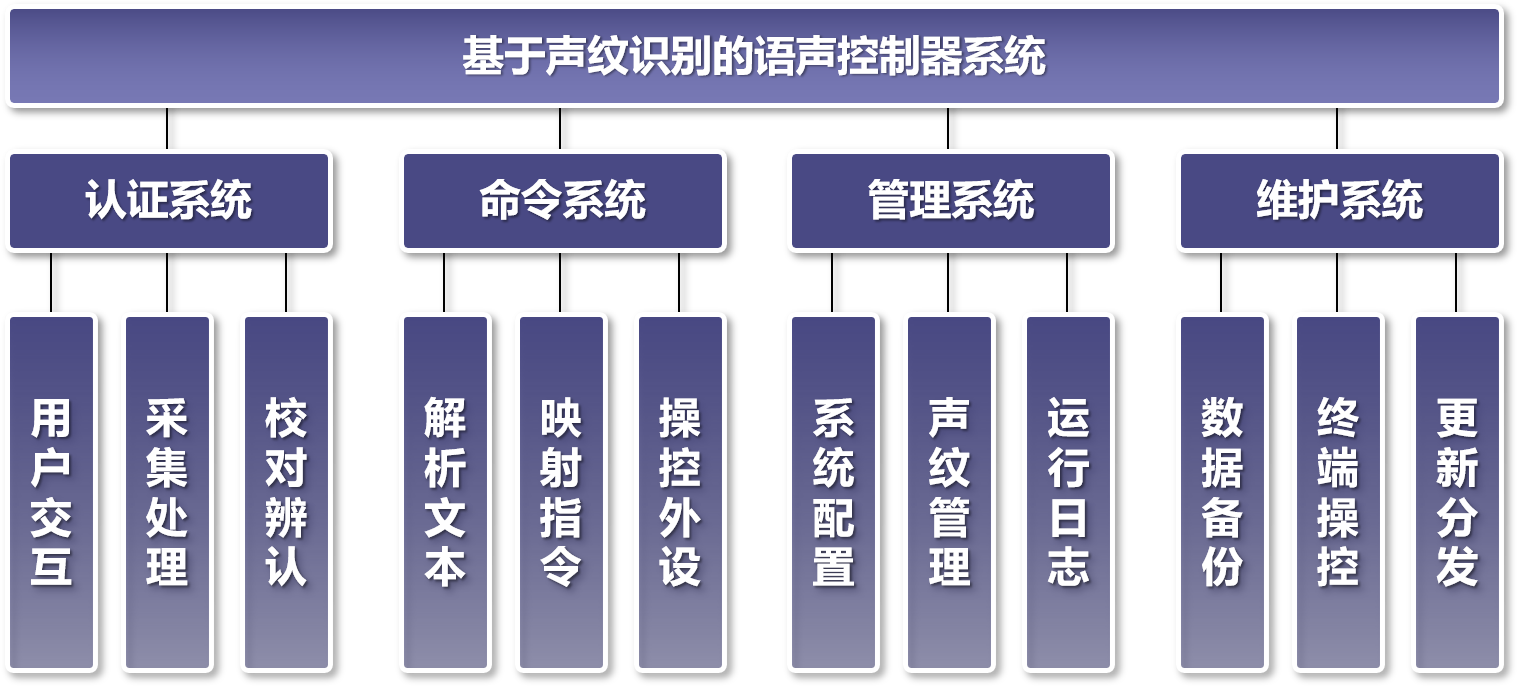 基于声纹识别的语声控制器系统
认证系统
命令系统
管理系统
维护系统
用户交互
采集处理
校对辨认
解析文本
映射指令
操控外设
系统配置
声纹管理
运行日志
数据备份
终端操控
更新分发